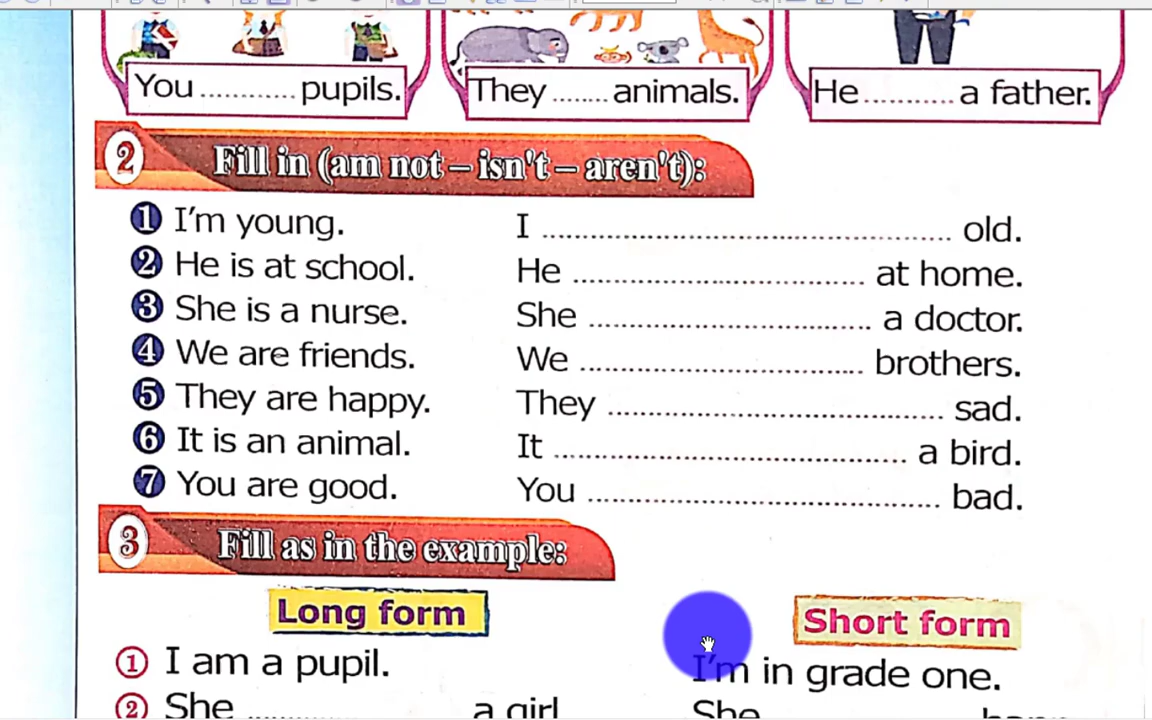 You ............ pupils.
They ........ animals.
He ........... a father.
2 Fill in (am not – isn't – aren't):
1 I'm young. I ................................................ old.
2 He is at school. He .................................. at home.
3 She is a nurse. She ................................. a doctor.
4 We are friends. We ................................. brothers.
5 They are happy. They ....................................... sad.
6 It is an animal. It ......................................... a bird.
7 You are good. You ......................................... bad.
3 Fill as in the example:
Long form Short form
1 I am a pupil. I'm in grade one.
2 She ............ a girl She